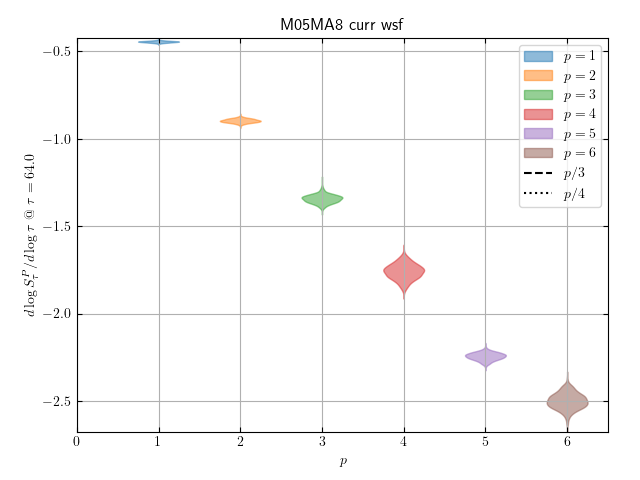 M05MA8 curr wsf
d log S_τ^P / d log τ @ τ = 64.0
−0.5
−1.0
−1.5
−2.0
−2.5
0 1 2 3 4 5 6
p
p = 1
p = 2
p = 3
p = 4
p = 5
p = 6
p/3
p/4